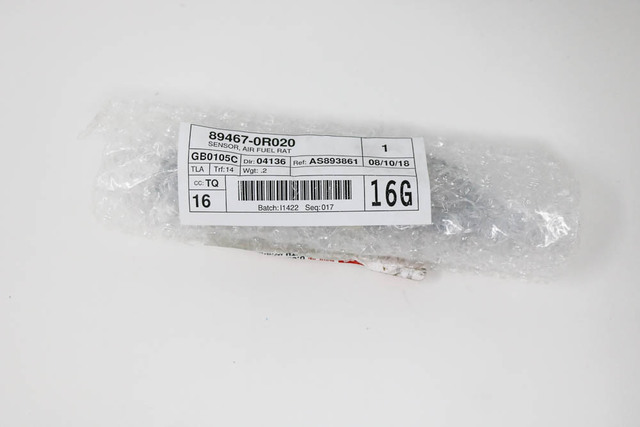 89467-0R020
SENSOR, AIR FUEL RAT
1
GB0105C Dlr: 04136 Ref: AS893861 08/10/18
TLA Trf:14 Wgt: .2
cc: TQ
16
16G
Batch:I1422 Seq:017